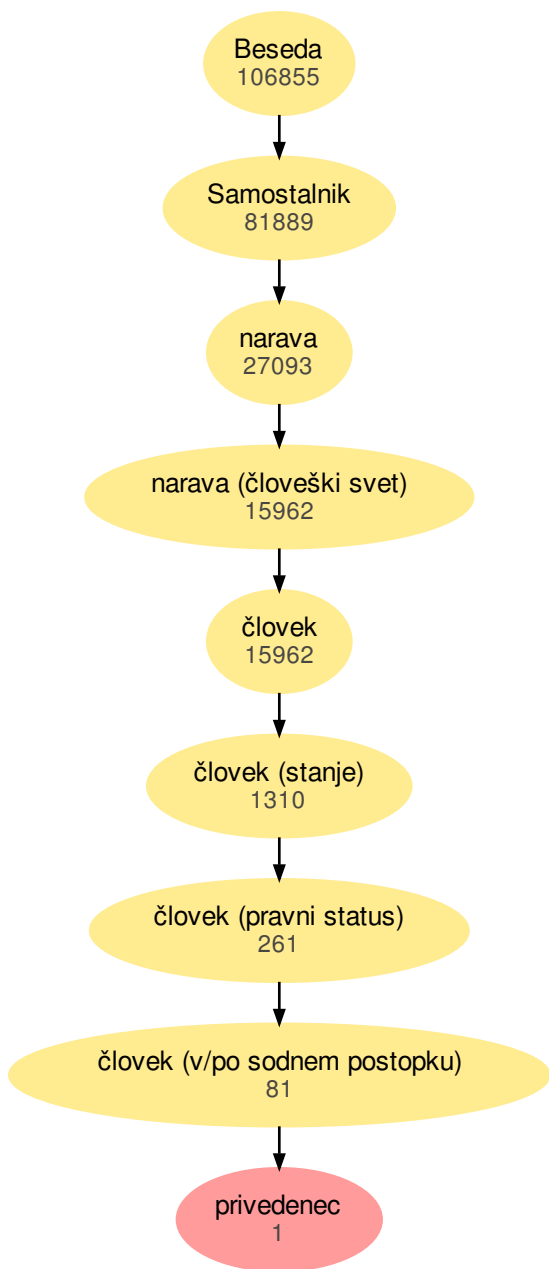 Beseda
106855
Samostalnik
81889
narava
27093
narava (človeški svet)
15962
človek
15962
človek (stanje)
1310
človek (pravni status)
261
človek (v/po sodnem postopku)
81
privedenec
1